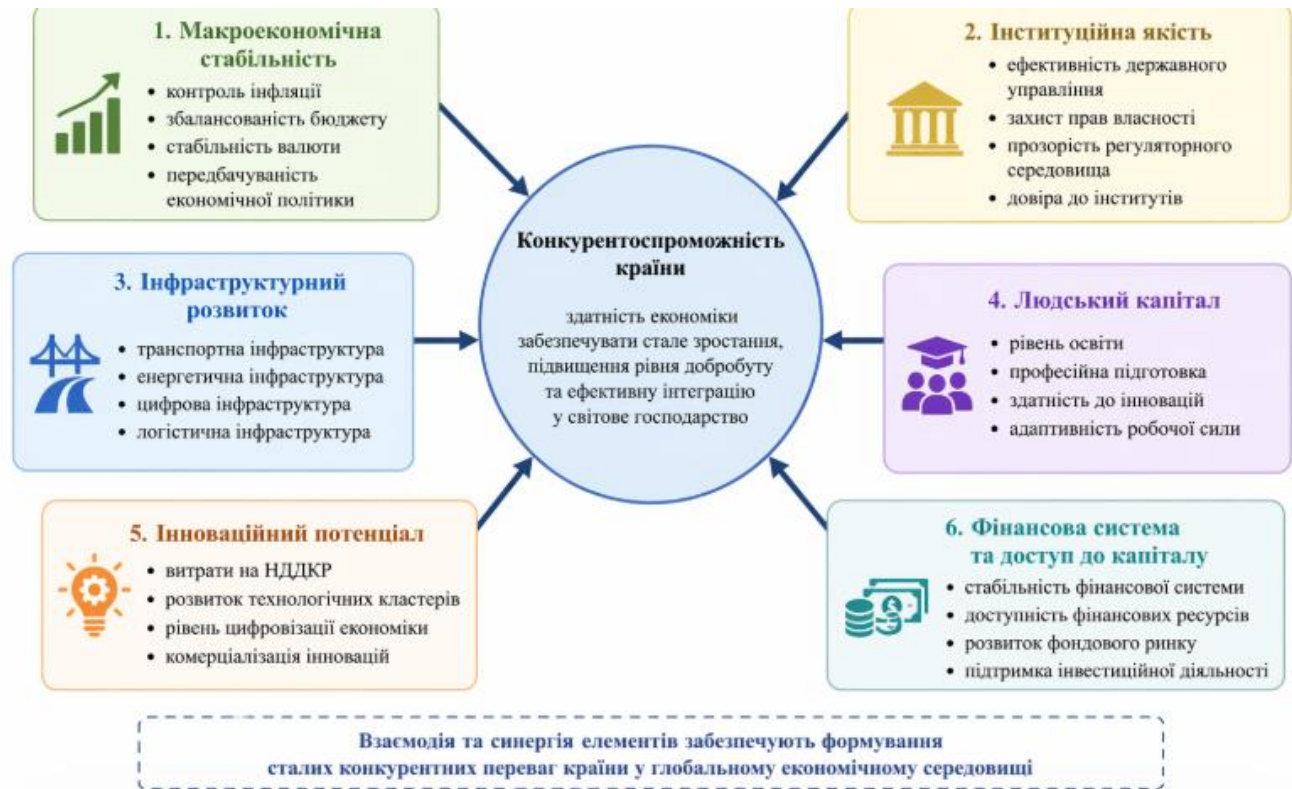 1. Макроекономічна
стабільність
• контроль інфляції
• збалансованість бюджету
• стабільність валюти
• передбачуваність
економічної політики
2. Інституційна якість
• ефективність державного
управління
• захист прав власності
• прозорість регуляторного
середовища
• довіра до інститутів
Конкурентоспроможність
країни
здатність економіки
забезпечувати стале зростання,
підвищення рівня добробуту
та ефективну інтеграцію
у світове господарство
3. Інфраструктурний
розвиток
• транспортна інфраструктура
• енергетична інфраструктура
• цифрова інфраструктура
• логістична інфраструктура
4. Людський капітал
• рівень освіти
• професійна підготовка
• здатність до інновацій
• адаптивність робочої сили
5. Інноваційний потенціал
• витрати на НДДКР
• розвиток технологічних кластерів
• рівень цифровізації економіки
• комерціалізація інновацій
6. Фінансова система
та доступ до капіталу
• стабільність фінансової системи
• доступність фінансових ресурсів
• розвиток фондового ринку
• підтримка інвестиційної діяльності
Взаємодія та синергія елементів забезпечують формування
сталих конкурентних переваг країни у глобальному економічному середовищі